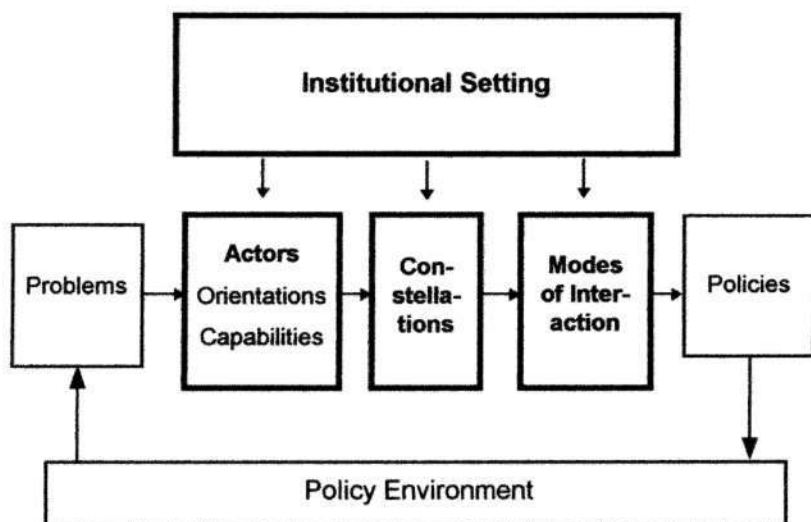 Institutional Setting
Problems
Actors
Orientations
Capabilities
Con-
stella-
tions
Modes
of Inter-
action
Policies
Policy Environment